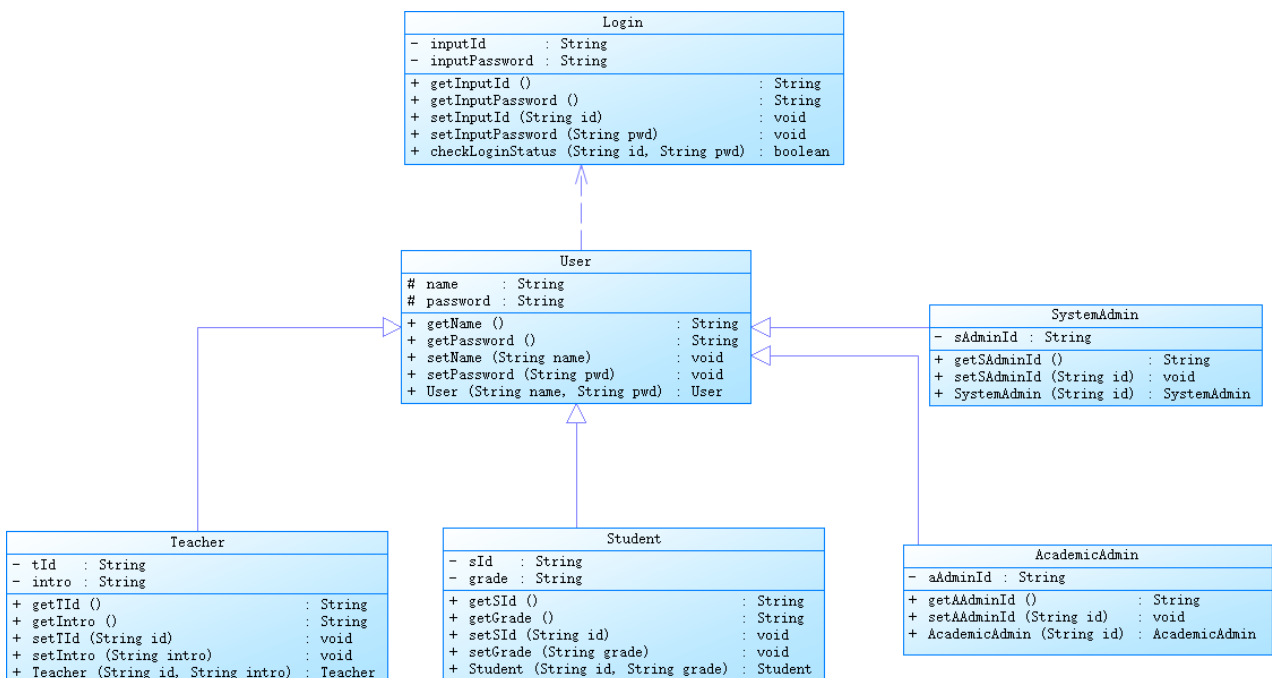 Login
- inputId : String
- inputPassword : String
+ getInputId () : String
+ getInputPassword () : String
+ setInputId (String id) : void
+ setInputPassword (String pwd) : void
+ checkLoginStatus (String id, String pwd) : boolean
User
# name : String
# password : String
+ getName () : String
+ getPassword () : String
+ setName (String name) : void
+ setPassword (String pwd) : void
+ User (String name, String pwd) : User
SystemAdmin
- sAdminId : String
+ getSAdminId () : String
+ setSAdminId (String id) : void
+ SystemAdmin (String id) : SystemAdmin
Teacher
- tId : String
- intro : String
+ getTId () : String
+ getIntro () : String
+ setTId (String id) : void
+ setIntro (String intro) : void
+ Teacher (String id, String intro) : Teacher
Student
- sId : String
- grade : String
+ getSId () : String
+ getGrade () : String
+ setSId (String id) : void
+ setGrade (String grade) : void
+ Student (String id, String grade) : Student
AcademicAdmin
- aAdminId : String
+ getAAdminId () : String
+ setAAdminId (String id) : void
+ AcademicAdmin (String id) : AcademicAdmin